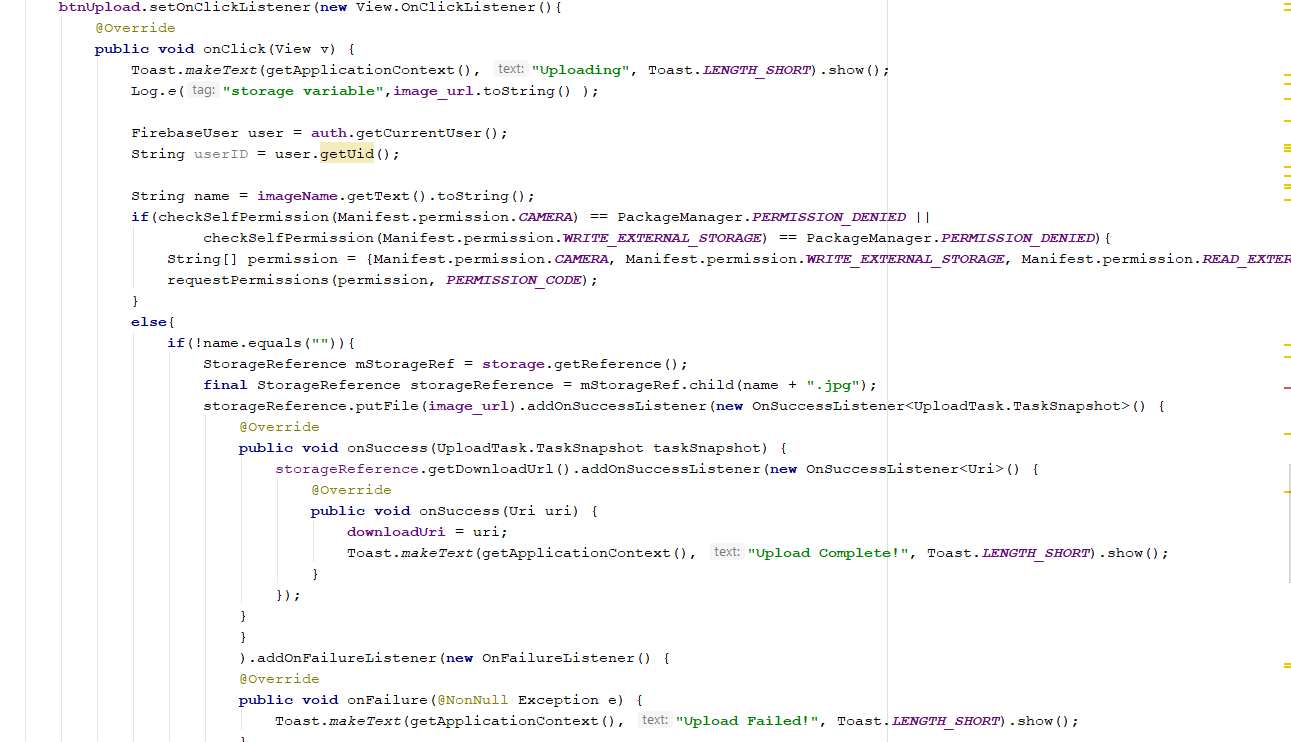 btnUpload.setOnClickListener(new View.OnClickListener(){
@Override
public void onClick(View v) {
Toast.makeText(getApplicationContext(), text: "Uploading", Toast.LENGTH_SHORT).show();
Log.e( tag: "storage variable",image_url.toString() );
FirebaseUser user = auth.getCurrentUser();
String userID = user.getUid();
String name = imageName.getText().toString();
if(checkSelfPermission(Manifest.permission.CAMERA) == PackageManager.PERMISSION_DENIED ||
checkSelfPermission(Manifest.permission.WRITE_EXTERNAL_STORAGE) == PackageManager.PERMISSION_DENIED){
String[] permission = {Manifest.permission.CAMERA, Manifest.permission.WRITE_EXTERNAL_STORAGE, Manifest.permission.READ_EXTER
requestPermissions(permission, PERMISSION_CODE);
}
else{
if(!name.equals("")){
StorageReference mStorageRef = storage.getReference();
final StorageReference storageReference = mStorageRef.child(name + ".jpg");
storageReference.putFile(image_url).addOnSuccessListener(new OnSuccessListener<UploadTask.TaskSnapshot>() {
@Override
public void onSuccess(UploadTask.TaskSnapshot taskSnapshot) {
storageReference.getDownloadUrl().addOnSuccessListener(new OnSuccessListener<Uri>() {
@Override
public void onSuccess(Uri uri) {
downloadUri = uri;
Toast.makeText(getApplicationContext(), text: "Upload Complete!", Toast.LENGTH_SHORT).show();
}
});
}
}
).addOnFailureListener(new OnFailureListener() {
@Override
public void onFailure(@NonNull Exception e) {
Toast.makeText(getApplicationContext(), text: "Upload Failed!", Toast.LENGTH_SHORT).show();
}